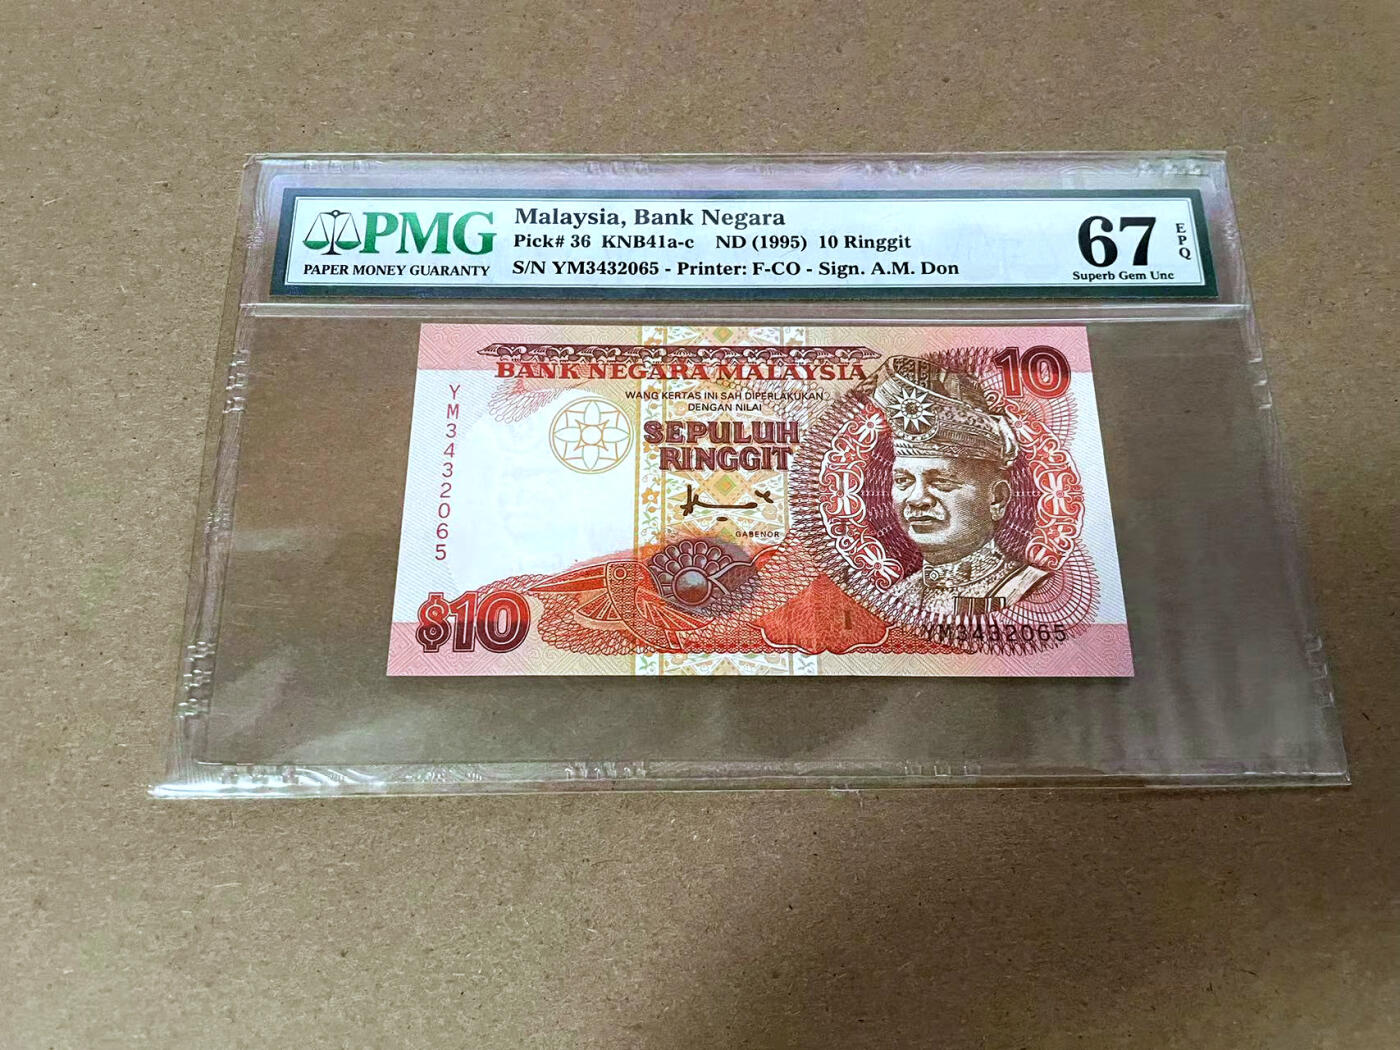 PMG
PAPER MONEY GUARANTY
Malaysia, Bank Negara
Pick# 36 KNB41a-c ND (1995) 10 Ringgit
S/N YM3432065 - Printer: F-CO - Sign. A.M. Don
67
EPQ
Superb Gem Unc
BANK NEGARA MALAYSIA
10
WANG KERTAS INI SAH DIPERLAKUKAN
DENGAN NILAI
SEPULUH
RINGGIT
GABENOR
YM3432065
$10
YM3432065